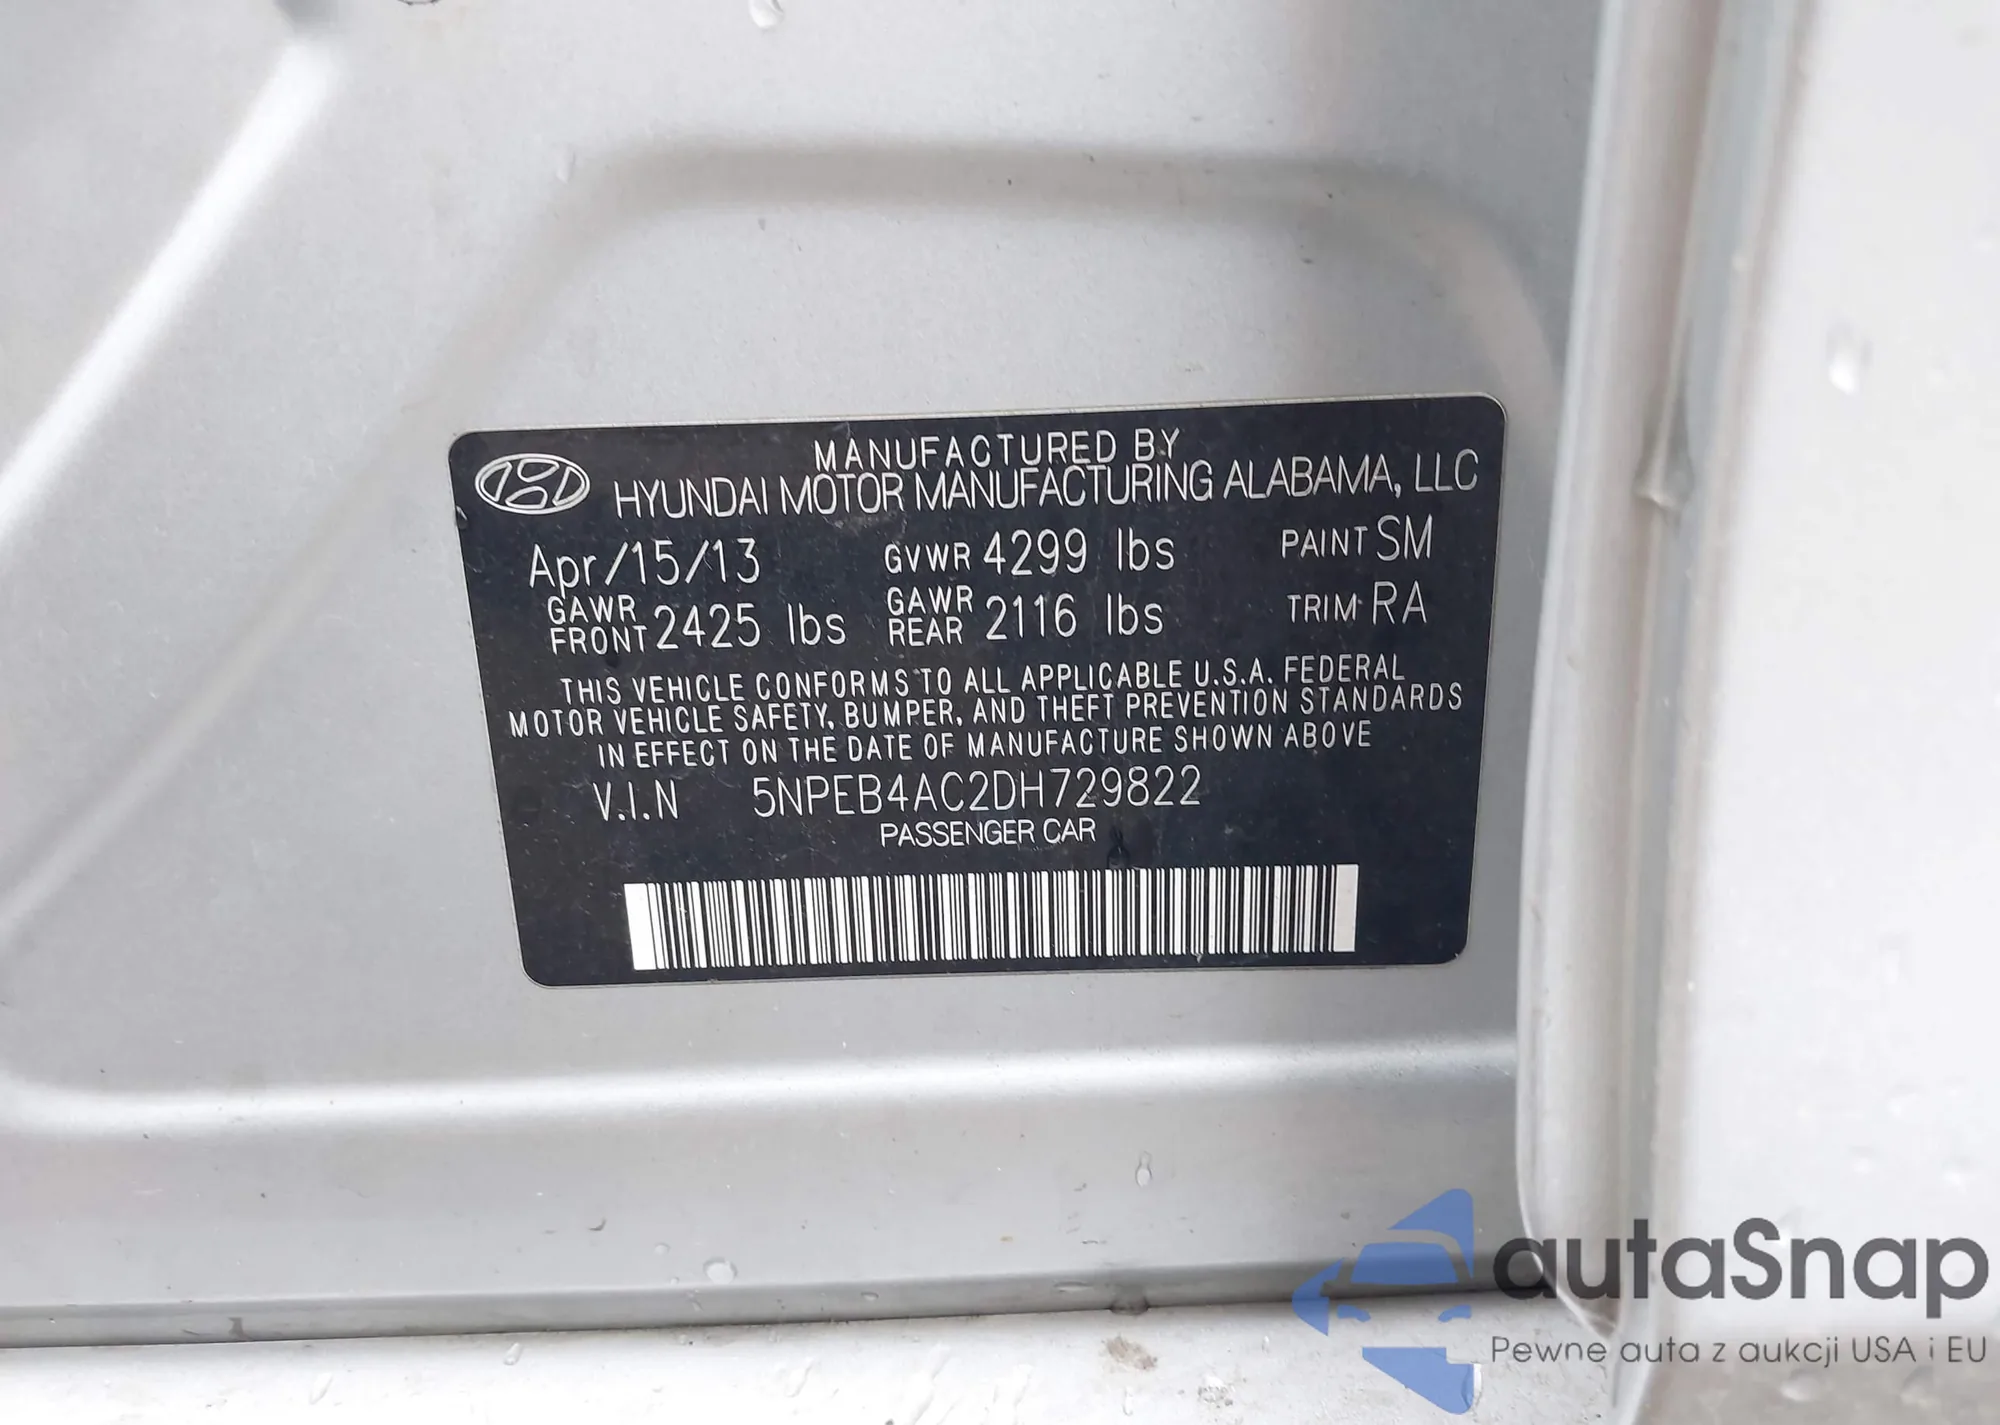 MANUFACTURED BY
HYUNDAI MOTOR MANUFACTURING ALABAMA, LLC
Apr/15/13 GVWR 4299 lbs PAINT SM
GAWR FRONT 2425 lbs GAWR REAR 2116 lbs TRIM RA
THIS VEHICLE CONFORMS TO ALL APPLICABLE U.S.A. FEDERAL
MOTOR VEHICLE SAFETY, BUMPER, AND THEFT PREVENTION STANDARDS
IN EFFECT ON THE DATE OF MANUFACTURE SHOWN ABOVE
V.I.N 5NPEB4AC2DH729822
PASSENGER CAR
autaSnap
Pewne auta z aukcji USA i EU